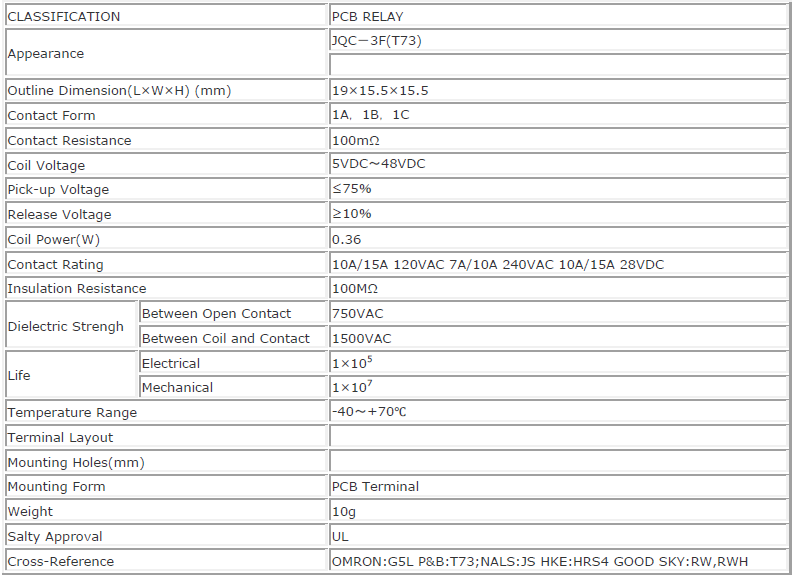 CLASSIFICATION PCB RELAY
Appearance JQC－3F(T73)
Outline Dimension(L×W×H) (mm) 19×15.5×15.5
Contact Form 1A, 1B, 1C
Contact Resistance 100mΩ
Coil Voltage 5VDC～48VDC
Pick-up Voltage ≤75%
Release Voltage ≥10%
Coil Power(W) 0.36
Contact Rating 10A/15A 120VAC 7A/10A 240VAC 10A/15A 28VDC
Insulation Resistance 100MΩ
Dielectric Strengh Between Open Contact 750VAC
Between Coil and Contact 1500VAC
Life Electrical 1×10⁵
Mechanical 1×10⁷
Temperature Range -40～+70℃
Terminal Layout
Mounting Holes(mm)
Mounting Form PCB Terminal
Weight 10g
Salty Approval UL
Cross-Reference OMRON:G5L P&B:T73;NALS:JS HKE:HRS4 GOOD SKY:RW,RWH